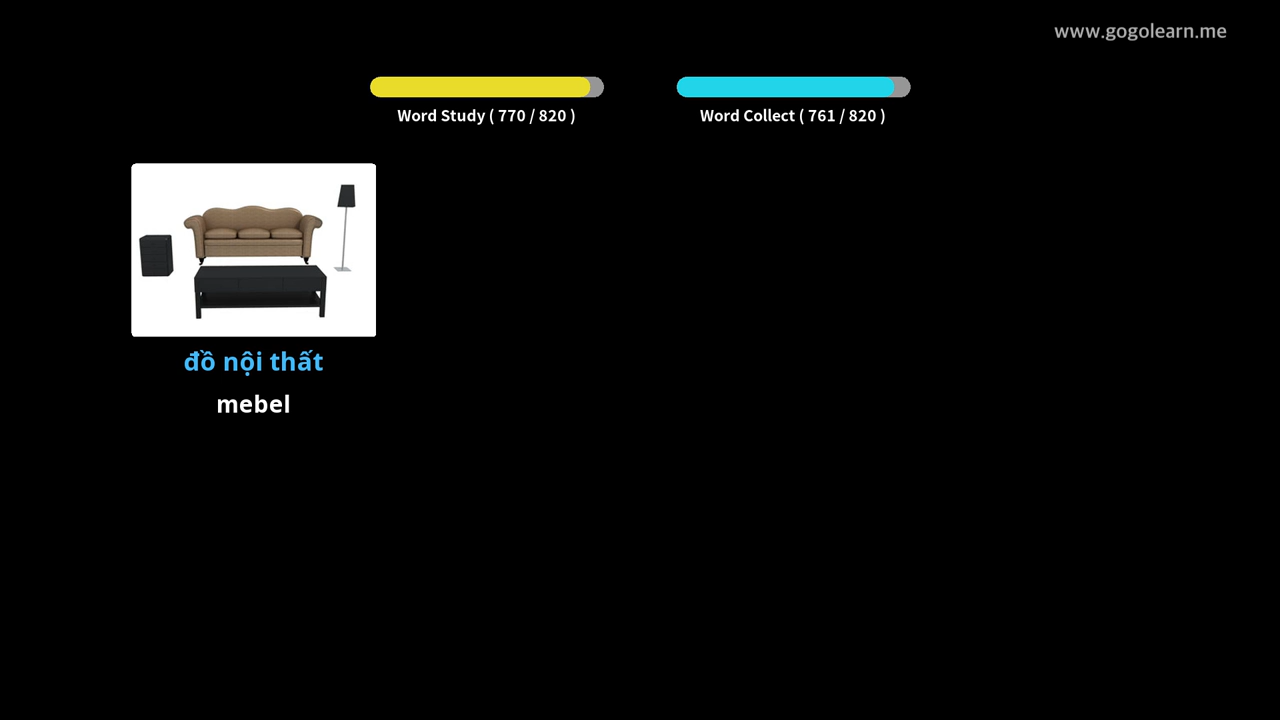 www.gogolearn.me
Word Study ( 770 / 820 )
Word Collect ( 761 / 820 )
đồ nội thất
mebel